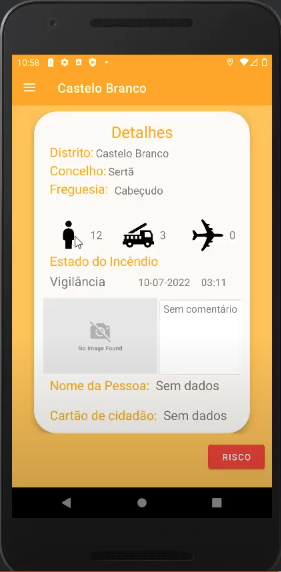 10:58
Castelo Branco
Detalhes
Distrito: Castelo Branco
Concelho: Sertã
Freguesia: Cabeçudo
12 3 0
Estado do Incêndio
Vigilância 10-07-2022 03:11
Sem comentário
No Image Found
Nome da Pessoa: Sem dados
Cartão de cidadão: Sem dados
RISCO